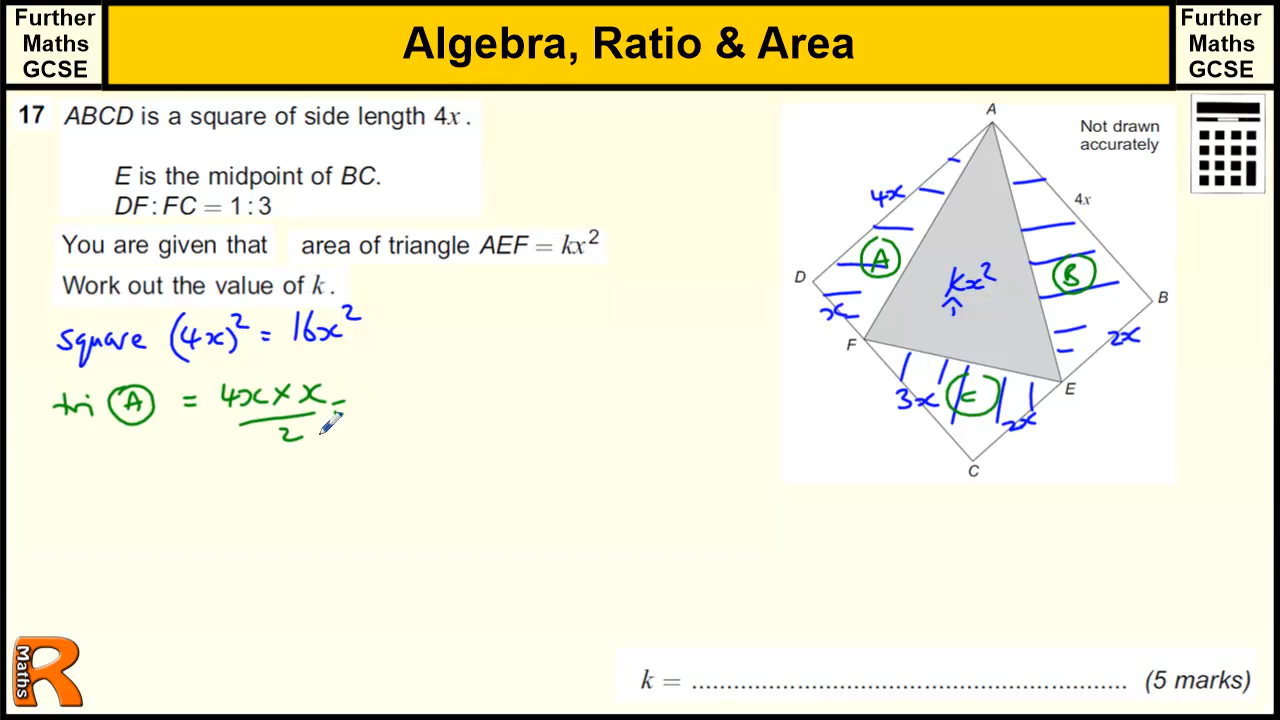 Further
Maths
GCSE
Algebra, Ratio & Area
Further
Maths
GCSE
17 ABCD is a square of side length 4x.
E is the midpoint of BC.
DF : FC = 1 : 3
You are given that area of triangle AEF = kx²
Work out the value of k.
square (4x)² = 16x²
tri Ⓐ = 4x × x =
2
A
Not drawn
accurately
4x
4x
D
A
B
B
kx²
x
2x
F
E
3x
C
2x
C
Maths
R
k = ........................................ (5 marks)